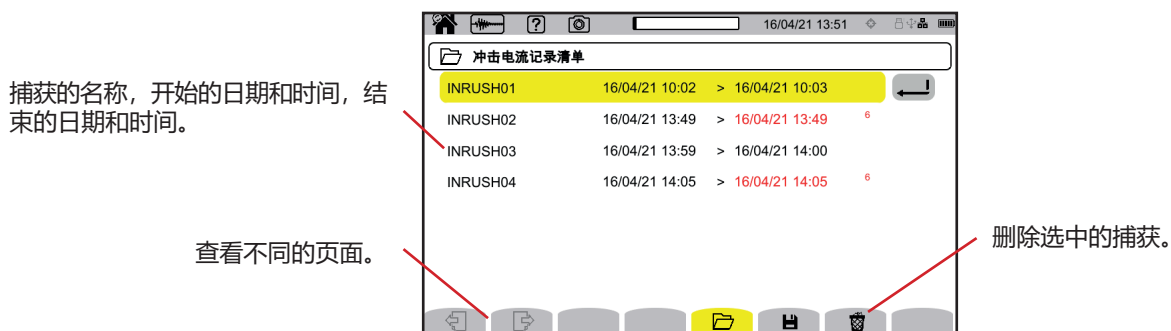 16/04/21 13:51
冲击电流记录清单
INRUSH01 16/04/21 10:02 > 16/04/21 10:03
INRUSH02 16/04/21 13:49 > 16/04/21 13:49 6
INRUSH03 16/04/21 13:59 > 16/04/21 14:00
INRUSH04 16/04/21 14:05 > 16/04/21 14:05 6
捕获的名称，开始的日期和时间，结
束的日期和时间。
查看不同的页面。
删除选中的捕获。